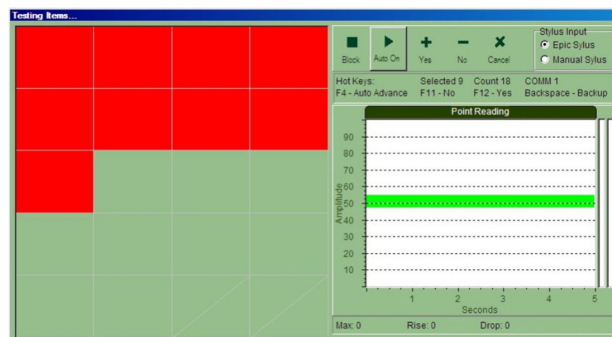 Testing Items...
Block
Auto On
Yes
No
Cancel
Stylus Input
Epic Sylus
Manual Sylus
Hot Keys: Selected 9 Count 18 COMM 1
F4 - Auto Advance F11 - No F12 - Yes Backspace - Backup
Point Reading
90
80
70
60
50
40
30
20
10
Amplitude
1 2 3 4 5
Seconds
Max: 0 Rise: 0 Drop: 0